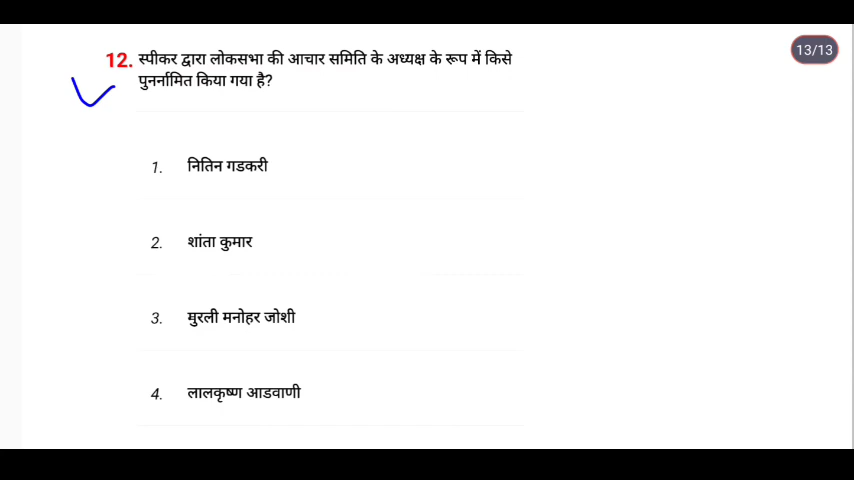 13/13
12. स्पीकर द्वारा लोकसभा की आचार समिति के अध्यक्ष के रूप में किसे
पुनर्नामित किया गया है?
1. नितिन गडकरी
2. शांता कुमार
3. मुरली मनोहर जोशी
4. लालकृष्ण आडवाणी